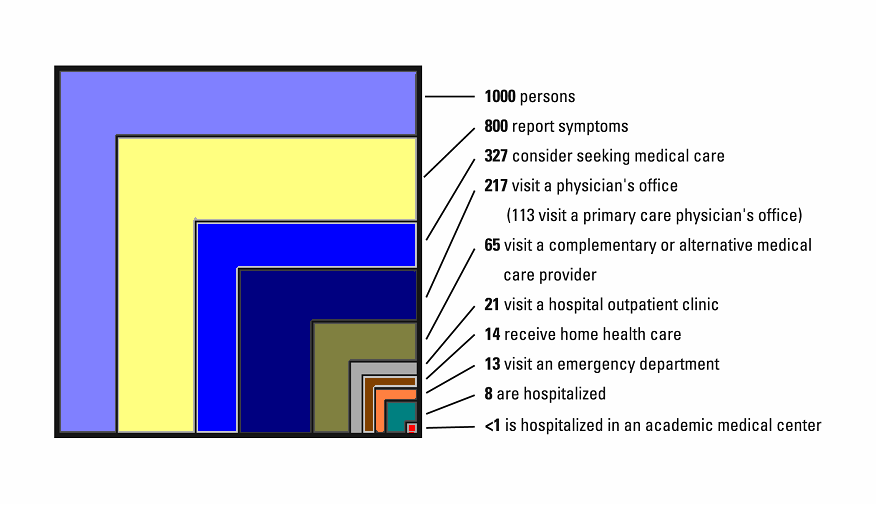 1000 persons
800 report symptoms
327 consider seeking medical care
217 visit a physician's office
(113 visit a primary care physician's office)
65 visit a complementary or alternative medical
care provider
21 visit a hospital outpatient clinic
14 receive home health care
13 visit an emergency department
8 are hospitalized
<1 is hospitalized in an academic medical center